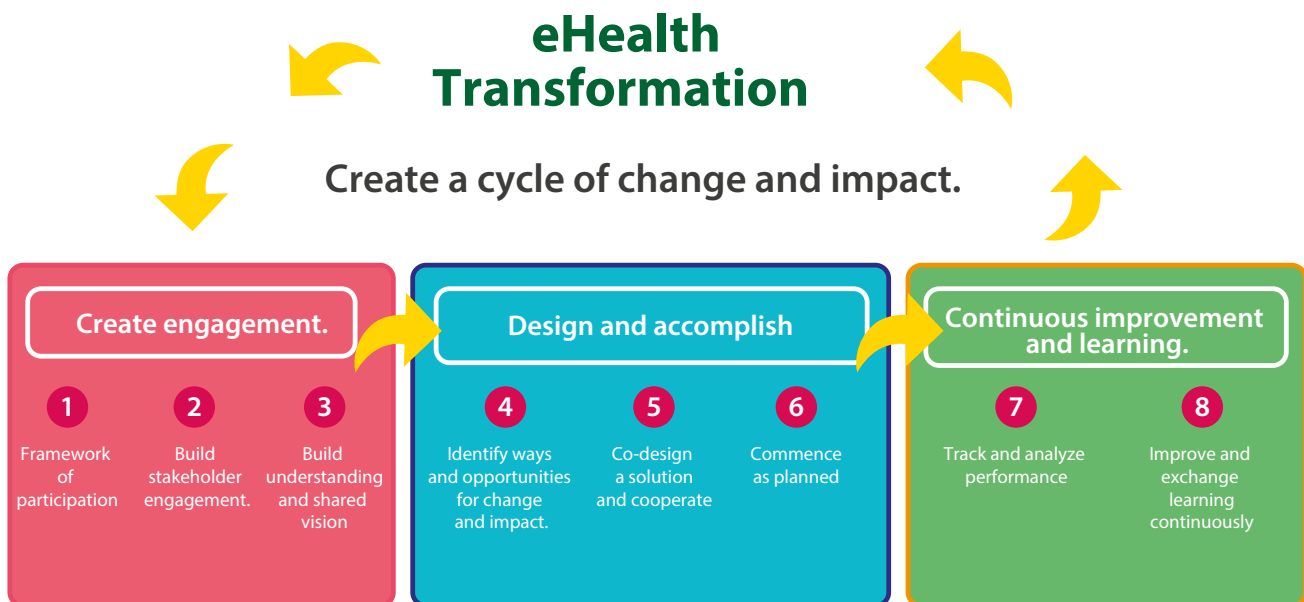 eHealth
Transformation
Create a cycle of change and impact.
Create engagement.
1
Framework
of
participation
2
Build
stakeholder
engagement.
3
Build
understanding
and shared
vision
Design and accomplish
4
Identify ways
and opportunities
for change
and impact.
5
Co-design
a solution
and cooperate
6
Commence
as planned
Continuous improvement
and learning.
7
Track and analyze
performance
8
Improve and
exchange
learning
continuously